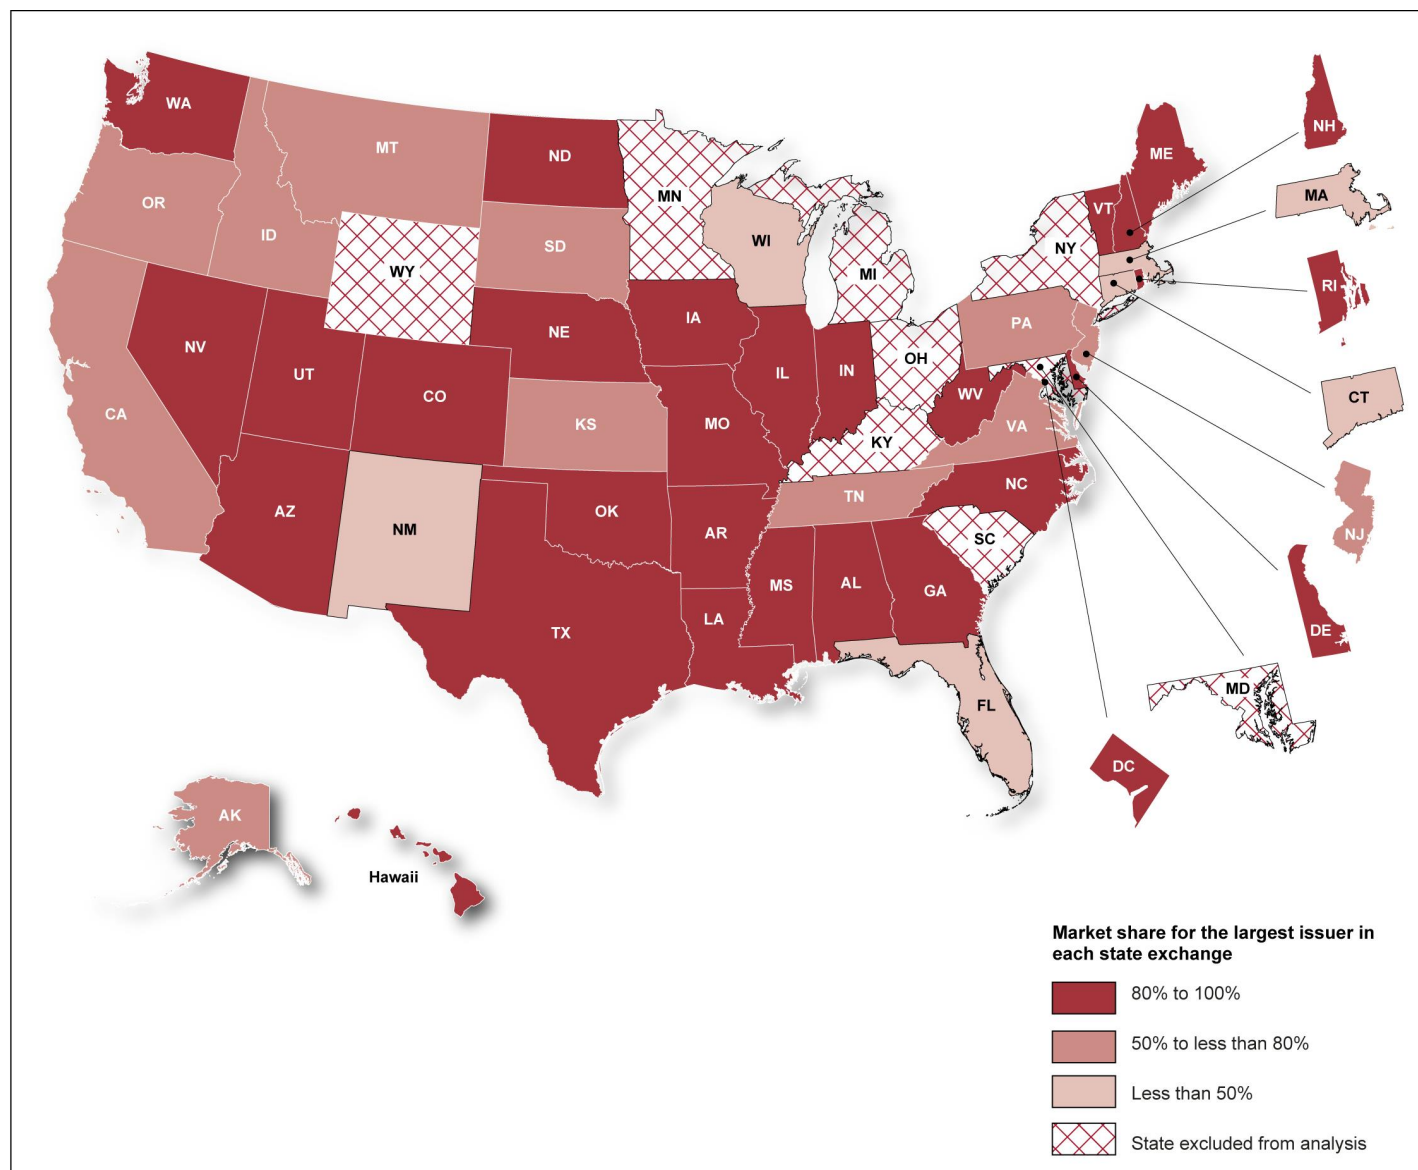 WA
MT
ND
MN
OR
ID
SD
WI
MI
NY
VT
ME
NH
MA
RI
CT
NJ
DE
MD
DC
WY
NV
UT
CO
NE
IA
IL
IN
OH
PA
WV
VA
KY
CA
KS
MO
TN
NC
SC
AZ
NM
OK
AR
MS
AL
GA
TX
LA
FL
AK
Hawaii
Market share for the largest issuer in
each state exchange
80% to 100%
50% to less than 80%
Less than 50%
State excluded from analysis